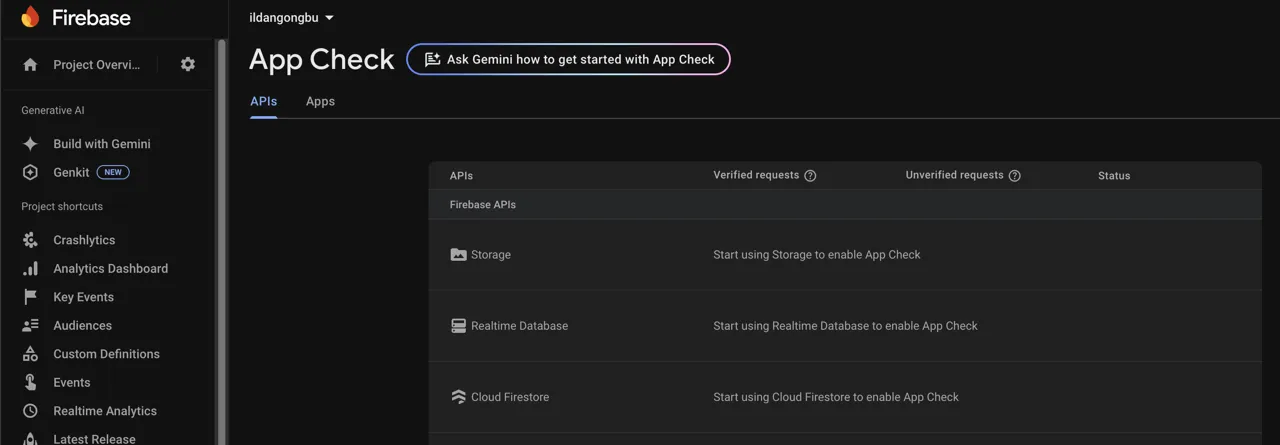 Firebase
ildangongbu
Project Overvi...
App Check
Ask Gemini how to get started with App Check
APIs
Apps
Generative AI
Build with Gemini
Genkit
NEW
Project shortcuts
Crashlytics
Analytics Dashboard
Key Events
Audiences
Custom Definitions
Events
Realtime Analytics
Latest Release
APIs
Verified requests
Unverified requests
Status
Firebase APIs
Storage
Start using Storage to enable App Check
Realtime Database
Start using Realtime Database to enable App Check
Cloud Firestore
Start using Cloud Firestore to enable App Check